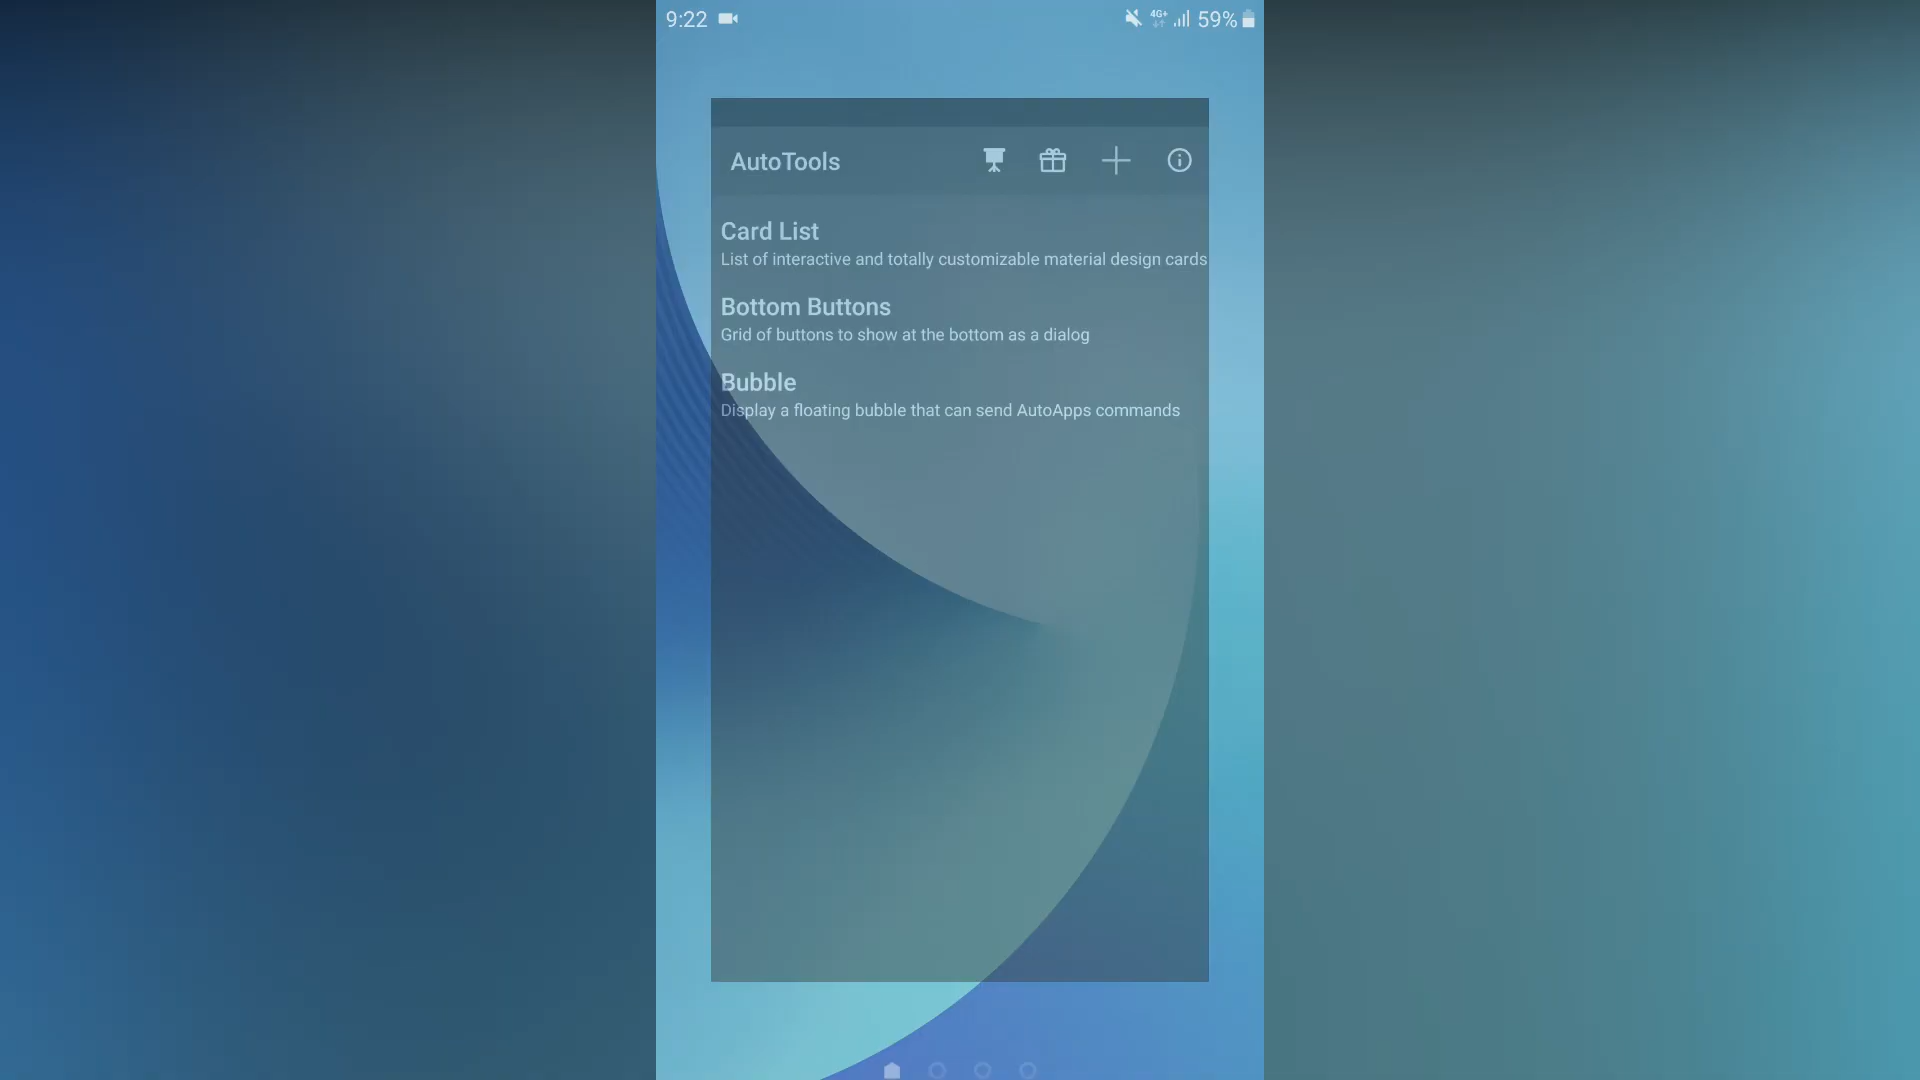 9:22
4G+ 59%
AutoTools
Card List
List of interactive and totally customizable material design cards
Bottom Buttons
Grid of buttons to show at the bottom as a dialog
Bubble
Display a floating bubble that can send AutoApps commands